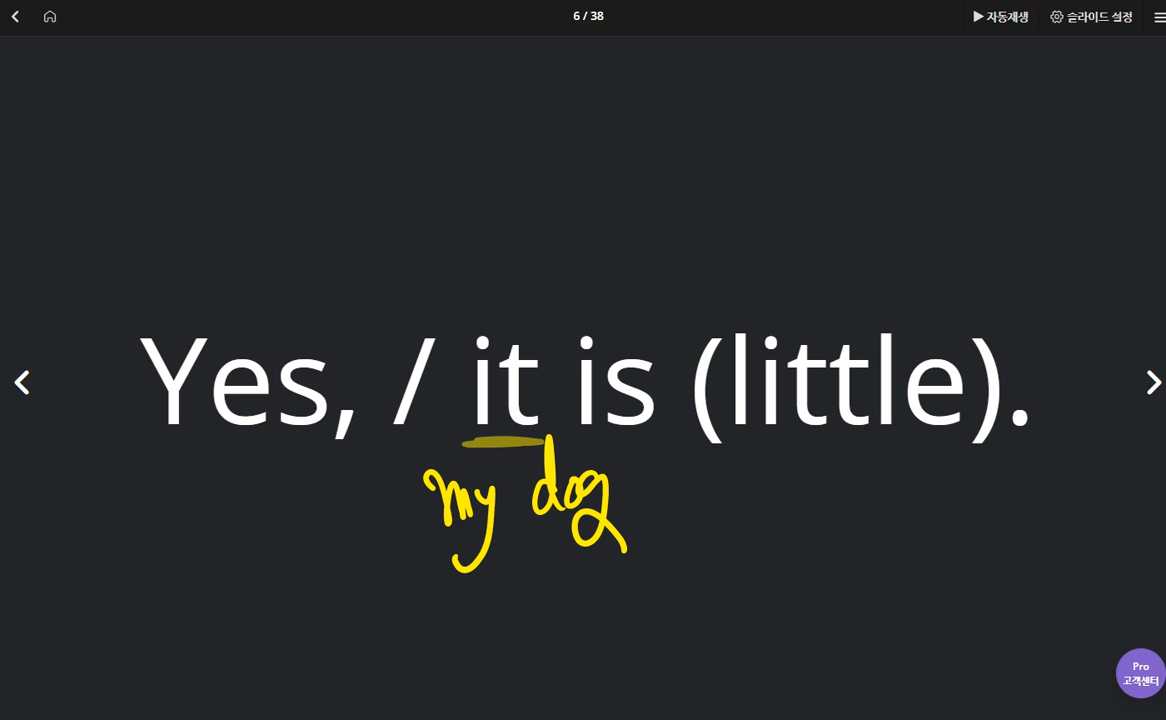 6 / 38
▶ 자동재생
슬라이드 설정
Yes, / it is (little).
my dog
Pro
고객센터